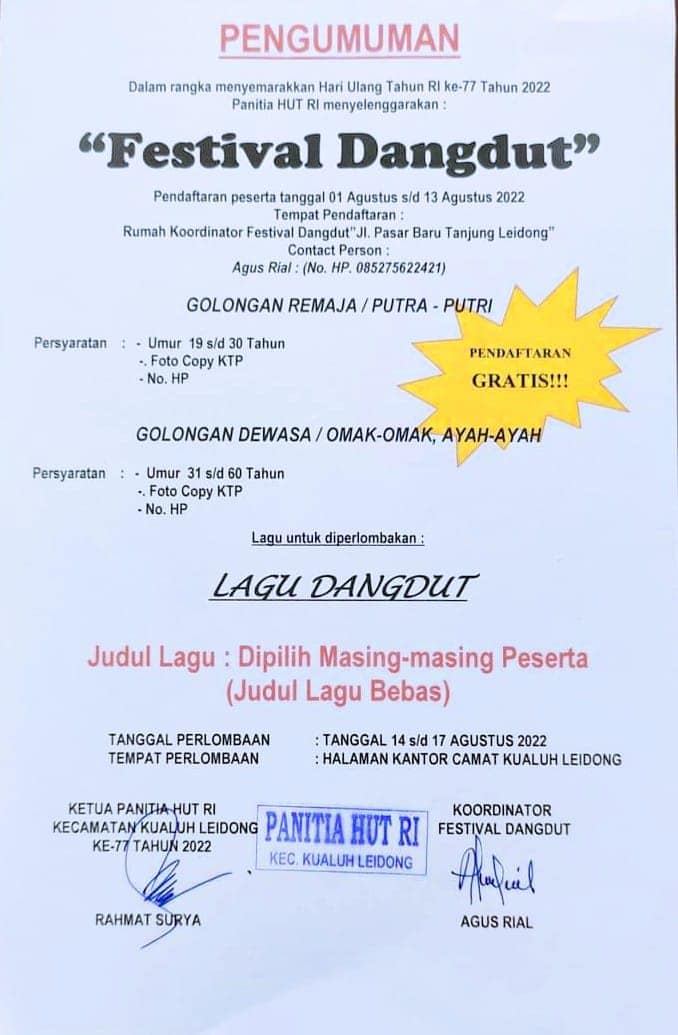 PENGUMUMAN
Dalam rangka menyemarakkan Hari Ulang Tahun RI ke-77 Tahun 2022
Panitia HUT RI menyelenggarakan :
“Festival Dangdut”
Pendaftaran peserta tanggal 01 Agustus s/d 13 Agustus 2022
Tempat Pendaftaran :
Rumah Koordinator Festival Dangdut”Jl. Pasar Baru Tanjung Leidong”
Contact Person :
Agus Rial : (No. HP. 085275622421)
GOLONGAN REMAJA / PUTRA - PUTRI
Persyaratan : - Umur 19 s/d 30 Tahun
-. Foto Copy KTP
- No. HP
PENDAFTARAN
GRATIS!!!
GOLONGAN DEWASA / OMAK-OMAK, AYAH-AYAH
Persyaratan : - Umur 31 s/d 60 Tahun
-. Foto Copy KTP
- No. HP
Lagu untuk diperlombakan :
LAGU DANGDUT
Judul Lagu : Dipilih Masing-masing Peserta
(Judul Lagu Bebas)
TANGGAL PERLOMBAAN : TANGGAL 14 s/d 17 AGUSTUS 2022
TEMPAT PERLOMBAAN : HALAMAN KANTOR CAMAT KUALUH LEIDONG
KETUA PANITIA HUT RI
KECAMATAN KUALUH LEIDONG
KE-77 TAHUN 2022
RAHMAT SURYA
PANITIA HUT RI
KEC. KUALUH LEIDONG
KOORDINATOR
FESTIVAL DANGDUT
AGUS RIAL